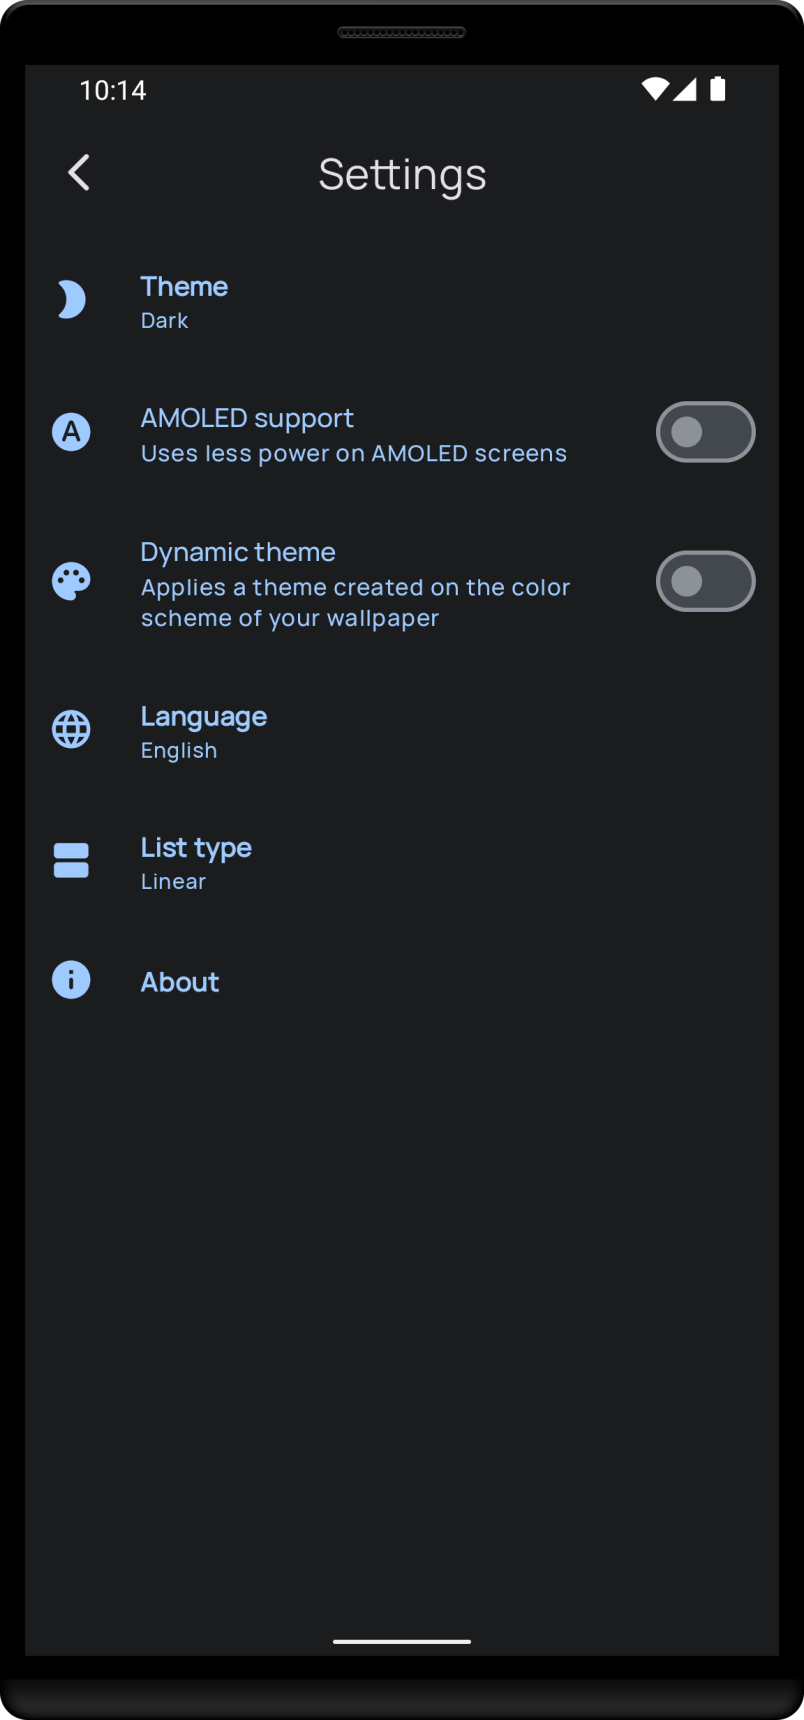 10:14
Settings
Theme
Dark
A
AMOLED support
Uses less power on AMOLED screens
Dynamic theme
Applies a theme created on the color
scheme of your wallpaper
Language
English
List type
Linear
About